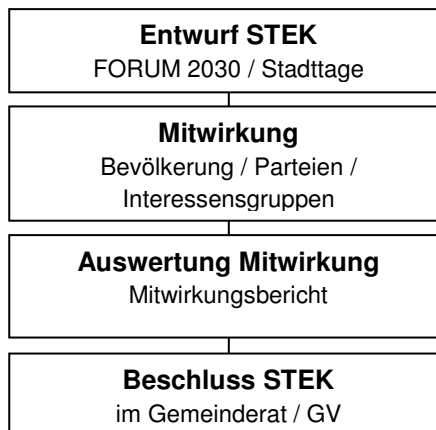 Entwurf STEK
FORUM 2030 / Stadttage
Mitwirkung
Bevölkerung / Parteien /
Interessensgruppen
Auswertung Mitwirkung
Mitwirkungsbericht
Beschluss STEK
im Gemeinderat / GV